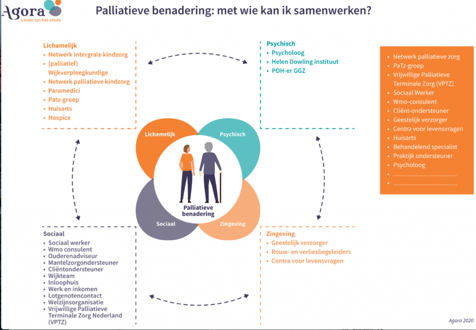 Agora
Leven tot het einde
Palliatieve benadering: met wie kan ik samenwerken?
Lichamelijk
• Netwerk Intergrale kindzorg
• (palliatief)
Wijkverpleegkundige
• Netwerk palliatieve kindzorg
• Paramedici
• Patz-groep
• Huisarts
• Hospice
Psychisch
• Psycholoog
• Helen Dowling instituut
• POH-er GGZ
• Netwerk palliatieve zorg
• PaTz-groep
• Vrijwillige Palliatieve
Terminale Zorg (VPTZ)
• Sociaal Werker
• Wmo-consulent
• Cliënt-ondersteuner
• Geestelijk verzorger
• Centra voor levensvragen
• Huisarts
• Behandelend specialist
• Praktijk ondersteuner
• Psycholoog
• ................................
• ................................
Lichamelijk
Psychisch
Palliatieve
benadering
Sociaal
Zingeving
Sociaal
• Sociaal werker
• Wmo consulent
• Ouderenadviseur
• Mantelzorgondersteuner
• Cliëntondersteuner
• Wijkteam
• Inloophuis
• Werk en inkomen
• Lotgenotencontact
• Welzijnsorganisatie
• Vrijwillige Palliatieve
Terminale Zorg Nederland
(VPTZ)
Zingeving
• Geestelijk verzorger
• Rouw- en verliesbegeleiders
• Centra voor levensvragen
Agora 2020